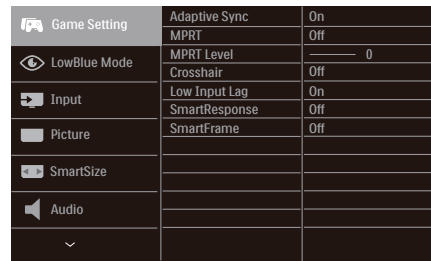 Game Setting
LowBlue Mode
Input
Picture
SmartSize
Audio
Adaptive Sync On
MPRT Off
MPRT Level 0
Crosshair Off
Low Input Lag On
SmartResponse Off
SmartFrame Off